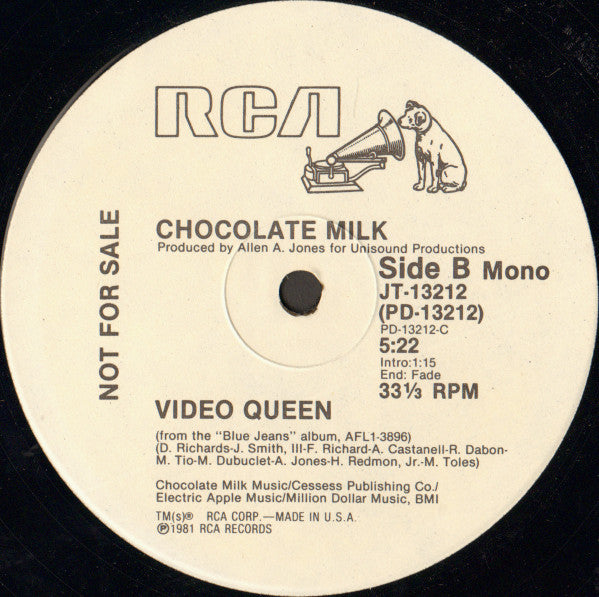 RCA
NOT FOR SALE
CHOCOLATE MILK
Produced by Allen A. Jones for Unisound Productions
Side B Mono
JT-13212
(PD-13212)
PD-13212-C
5:22
Intro:1:15
End: Fade
33⅓ RPM
VIDEO QUEEN
(from the "Blue Jeans" album, AFL1-3896)
(D. Richards-J. Smith, III-F. Richard-A. Castanell-R. Dabon-
M. Tio-M. Dubuclet-A. Jones-H. Redmon, Jr.-M. Toles)
Chocolate Milk Music/Cessess Publishing Co./
Electric Apple Music/Million Dollar Music, BMI
TM(s)® RCA CORP.—MADE IN U.S.A.
℗1981 RCA RECORDS